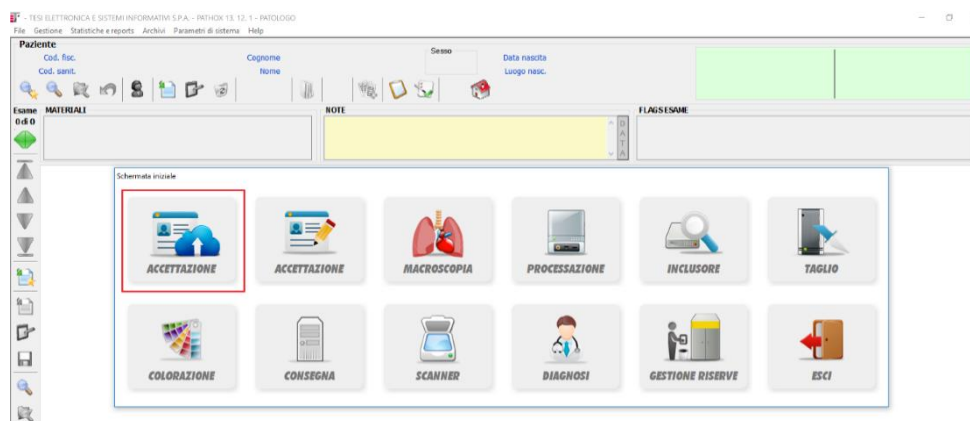 - TESI ELETTRONICA E SISTEMI INFORMATIVI S.P.A. - PATHOX 13. 12. 1 - PATOLOGO
File Gestione Statistiche e reports Archivi Parametri di sistema Help
Paziente
Cod. fisc. Cognome Sesso Data nascita
Cod. sanit. Nome Luogo nasc.
Esame MATERIALI NOTE FLAGS ESAME
0 di 0
D
A
T
A
Schermata iniziale
ACCETTAZIONE ACCETTAZIONE MACROSCOPIA PROCESSAZIONE INCLUSORE TAGLIO
COLORAZIONE CONSEGNA SCANNER DIAGNOSI GESTIONE RISERVE ESCI